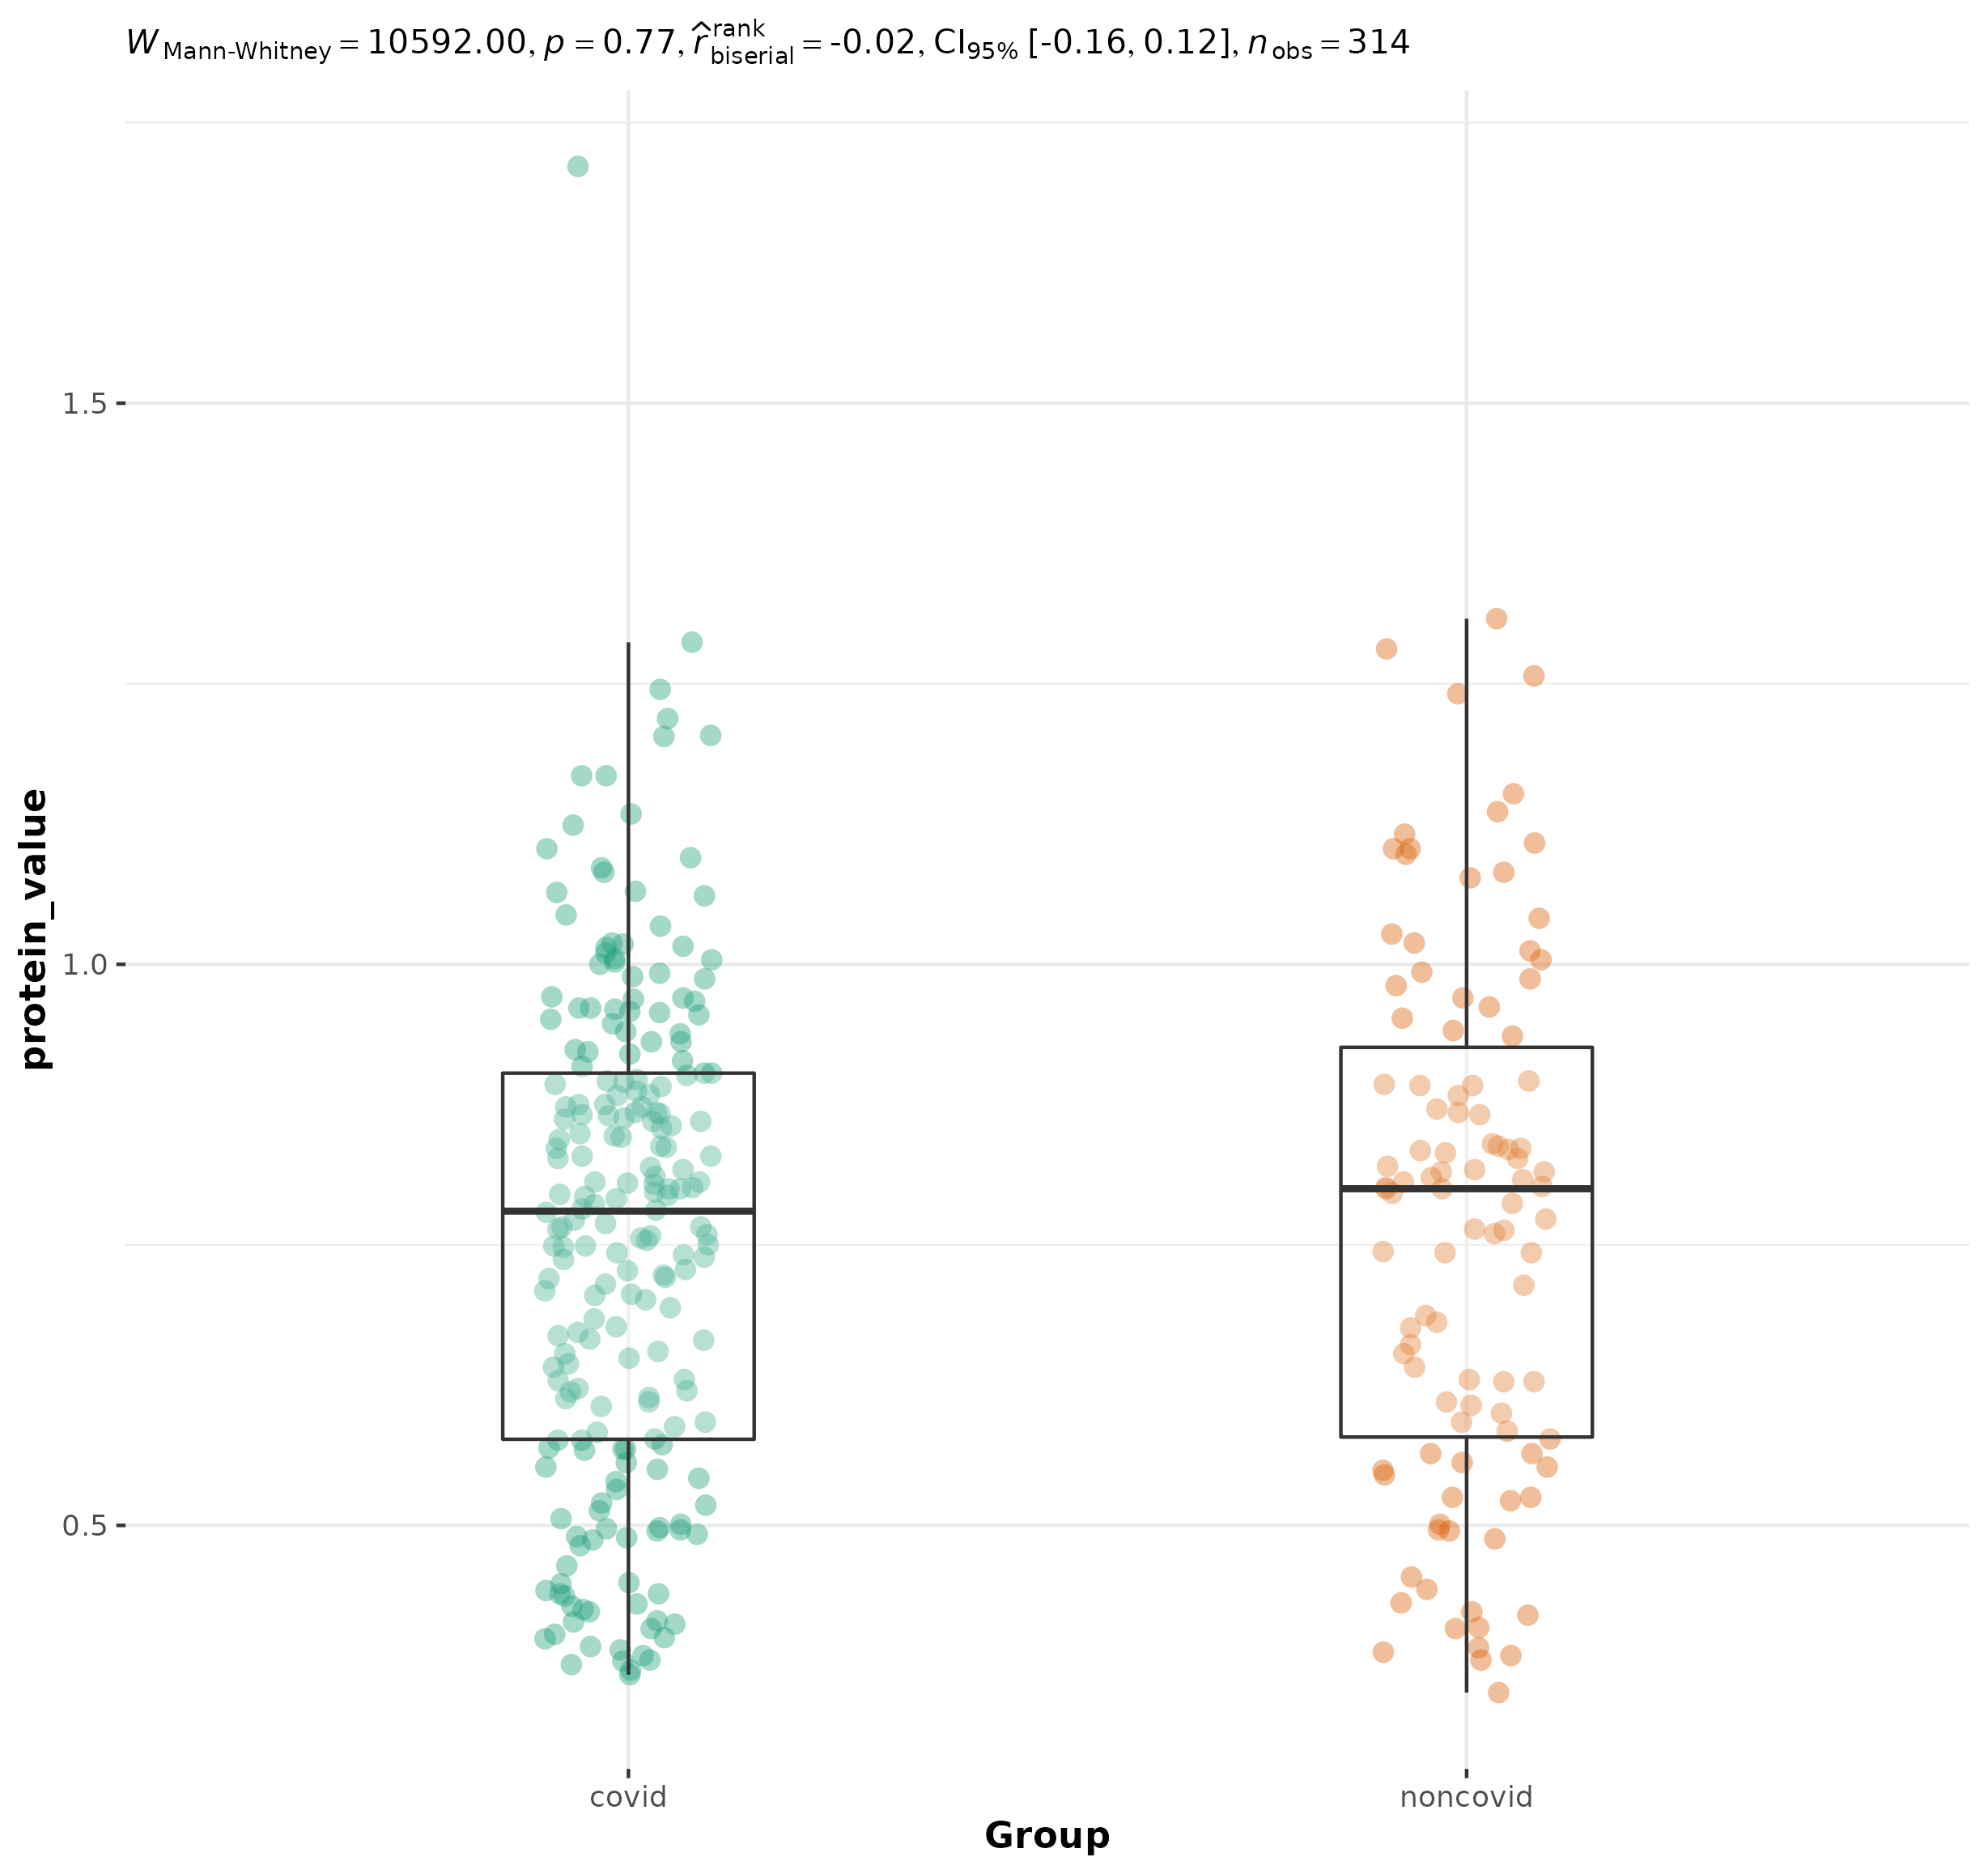 W Mann-Whitney = 10592.00, p = 0.77, r̂ rank biserial = -0.02, CI95% [-0.16, 0.12], n obs = 314
1.5
1.0
0.5
protein_value
covid noncovid
Group